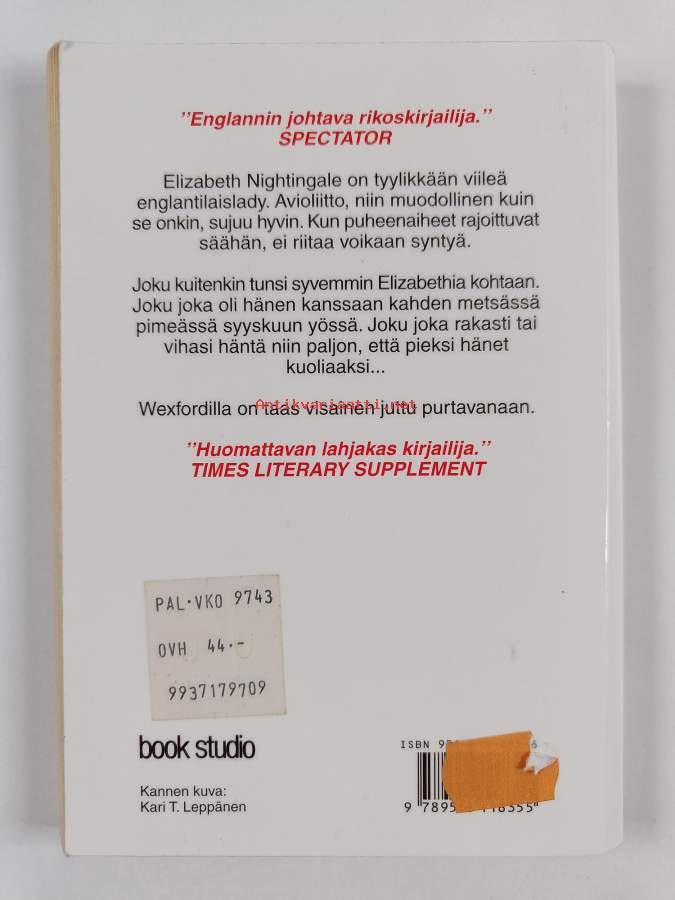 "Englannin johtava rikoskirjailija."
SPECTATOR
Elizabeth Nightingale on tyylikkään viileä
englantilaislady. Avioliitto, niin muodollinen kuin
se onkin, sujuu hyvin. Kun puheenaiheet rajoittuvat
säähän, ei riitaa voikaan syntyä.
Joku kuitenkin tunsi syvemmin Elizabethia kohtaan.
Joku joka oli hänen kanssaan kahden metsässä
pimeässä syyskuun yössä. Joku joka rakasti tai
vihasi häntä niin paljon, että pieksi hänet
kuoliaaksi...
Antikvariaatti.net
Wexfordilla on taas visainen juttu purtavanaan.
"Huomattavan lahjakas kirjailija."
TIMES LITERARY SUPPLEMENT
PAL·VKO 9743
OVH 44.-
9937179709
book studio
Kannen kuva:
Kari T. Leppänen
ISBN